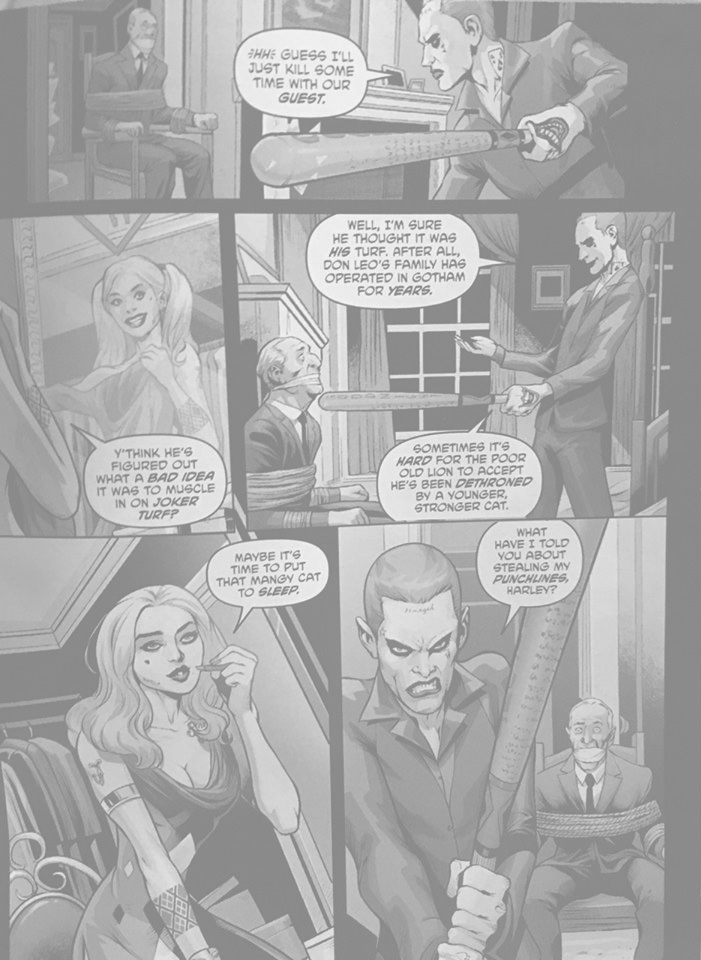 :HH: GUESS I'LL
JUST KILL SOME
TIME WITH OUR
GUEST.
Y'THINK HE'S
FIGURED OUT
WHAT A BAD IDEA
IT WAS TO MUSCLE
IN ON JOKER
TURF?
WELL, I'M SURE
HE THOUGHT IT WAS
HIS TURF. AFTER ALL,
DON LEO'S FAMILY HAS
OPERATED IN GOTHAM
FOR YEARS.
SOMETIMES IT'S
HARD FOR THE POOR
OLD LION TO ACCEPT
HE'S BEEN DETHRONED
BY A YOUNGER,
STRONGER CAT.
MAYBE IT'S
TIME TO PUT
THAT MANGY CAT
TO SLEEP.
WHAT
HAVE I TOLD
YOU ABOUT
STEALING MY
PUNCHLINES,
HARLEY?